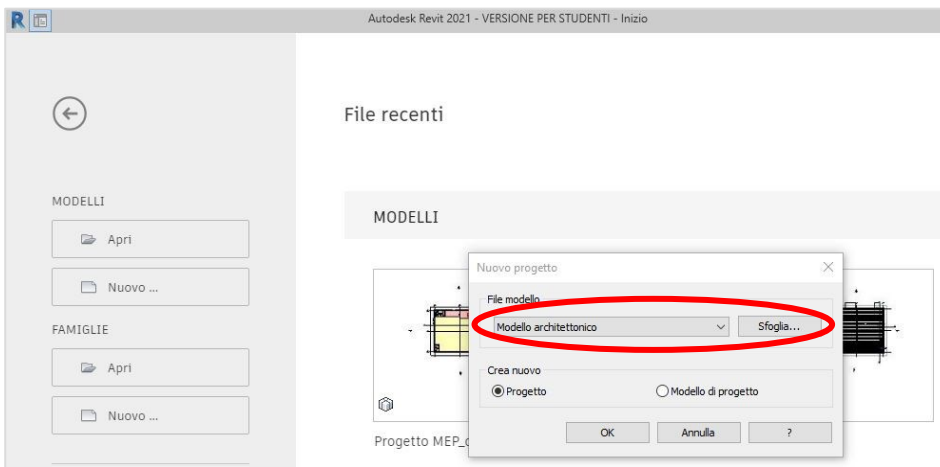 Autodesk Revit 2021 - VERSIONE PER STUDENTI - Inizio
File recenti
MODELLI
Apri
Nuovo ...
FAMIGLIE
Apri
Nuovo ...
MODELLI
Nuovo progetto
File modello
Modello architettonico
Sfoglia...
Crea nuovo
Progetto
Modello di progetto
OK
Annulla
?
Progetto MEP_